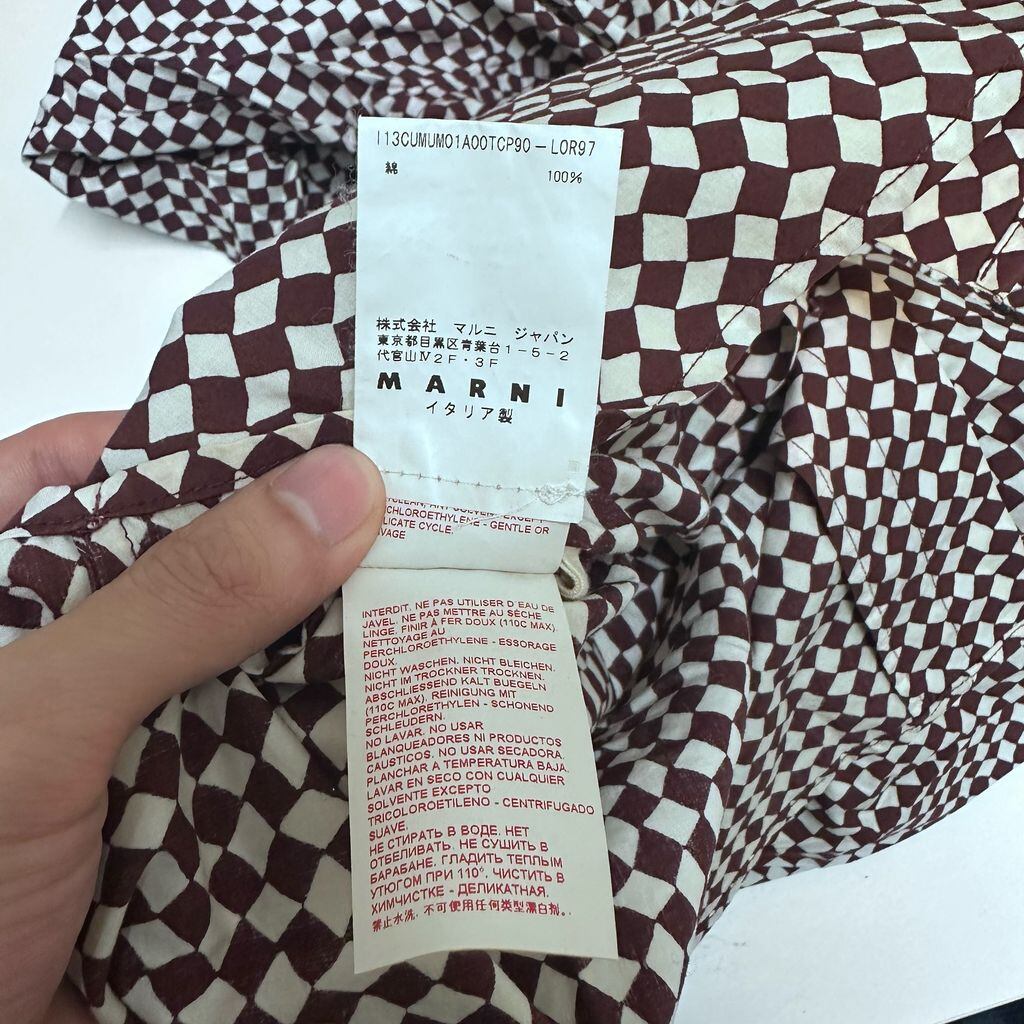 I13CUMUM01A00TCP90-LOR97
綿 100%
株式会社 マルニ ジャパン
東京都目黒区青葉台1-5-2
代官山Ⅳ2F・3F
MARNI
イタリア製
CHLOROETHYLENE - GENTLE OR
CYCLE.
INTERDIT. NE PAS UTILISER D'EAU DE
JAVEL. NE PAS METTRE AU SÈCHE
LINGE. FINIR À FER DOUX (110C MAX).
NETTOYAGE AU
PERCHLOROETHYLENE - ESSORAGE
DOUX.
NICHT WASCHEN. NICHT BLEICHEN.
NICHT IM TROCKNER TROCKNEN.
ABSCHLIESSEND KALT BUEGELN
(110C MAX). REINIGUNG MIT
PERCHLORETHYLEN - SCHONEND
SCHLEUDERN.
NO LAVAR. NO USAR
BLANQUEADORES NI PRODUCTOS
CAUSTICOS. NO USAR SECADORA.
PLANCHAR A TEMPERATURA BAJA.
LAVAR EN SECO CON CUALQUIER
SOLVENTE EXCEPTO
TRICOLOROETILENO - CENTRIFUGADO
SUAVE.
НЕ СТИРАТЬ В ВОДЕ. НЕТ
ОТБЕЛИВАТЬ. НЕ СУШИТЬ В
БАРАБАНЕ. ГЛАДИТЬ ТЕПЛЫМ
УТЮГОМ ПРИ 110°. ЧИСТИТЬ В
ХИМЧИСТКЕ - ДЕЛИКАТНАЯ.
禁止水洗. 不可使用任何类型漂白剂。.